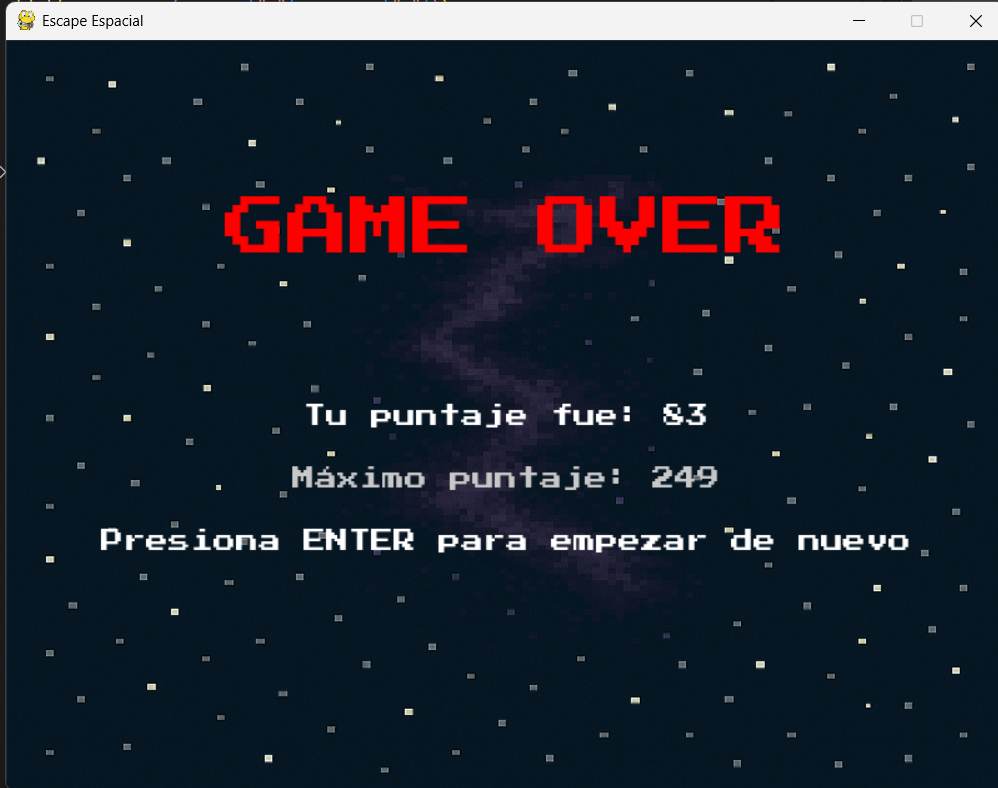 Escape Espacial
GAME OVER
Tu puntaje fue: 83
Máximo puntaje: 249
Presiona ENTER para empezar de nuevo